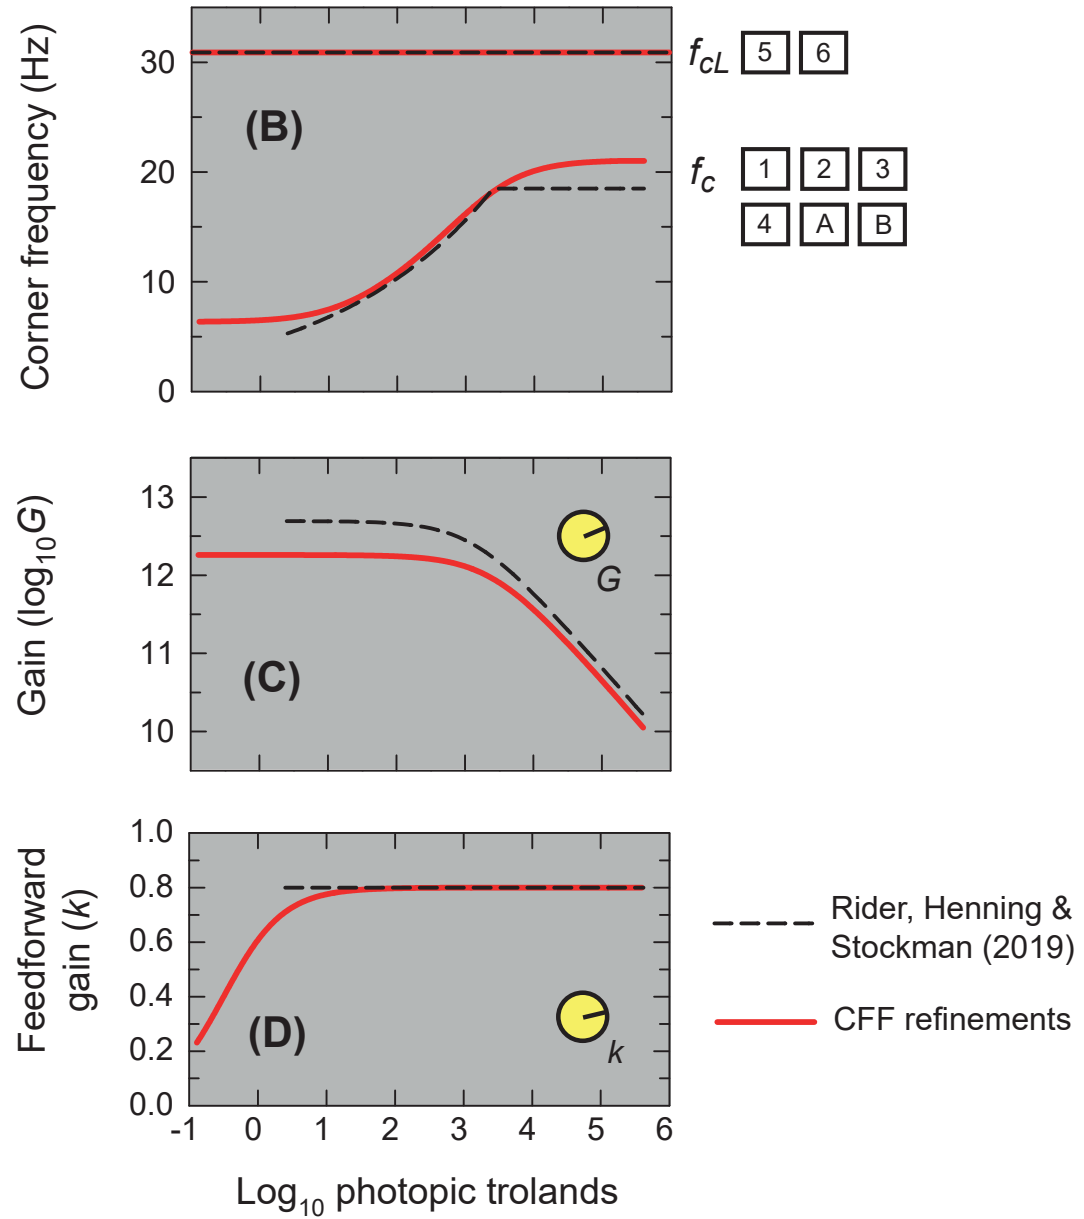 Corner frequency (Hz)
30
20
10
0
(B)
fcL 5 6
fc 1 2 3
4 A B
Gain (log10G)
13
12
11
10
(C)
G
Feedforward
gain (k)
1.0
0.8
0.6
0.4
0.2
0.0
(D)
k
-1 0 1 2 3 4 5 6
Log10 photopic trolands
Rider, Henning &
Stockman (2019)
CFF refinements